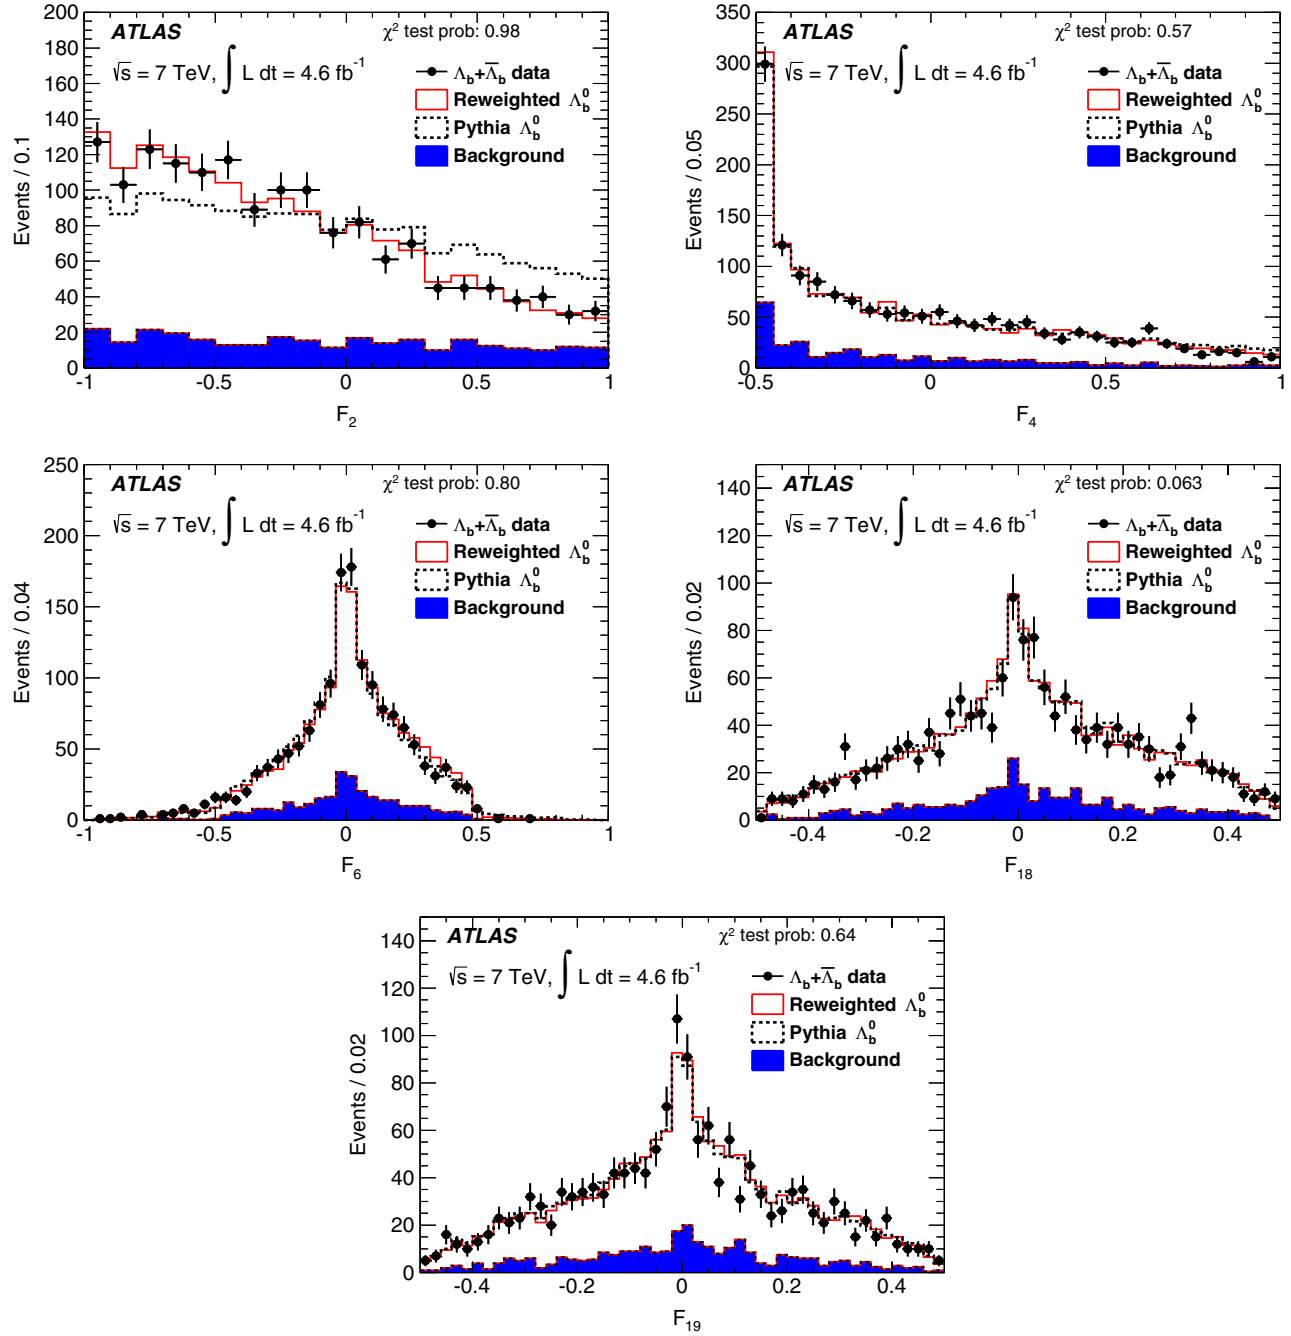 ATLAS
χ² test prob: 0.98
√s = 7 TeV, ∫ L dt = 4.6 fb⁻¹
Λb+Λ̅b data
Reweighted Λb⁰
Pythia Λb⁰
Background
Events / 0.1
200
180
160
140
120
100
80
60
40
20
0
-1
-0.5
0
0.5
1
F₂
ATLAS
χ² test prob: 0.57
√s = 7 TeV, ∫ L dt = 4.6 fb⁻¹
Λb+Λ̅b data
Reweighted Λb⁰
Pythia Λb⁰
Background
Events / 0.05
350
300
250
200
150
100
50
0
-0.5
0
0.5
1
F₄
ATLAS
χ² test prob: 0.80
√s = 7 TeV, ∫ L dt = 4.6 fb⁻¹
Λb+Λ̅b data
Reweighted Λb⁰
Pythia Λb⁰
Background
Events / 0.04
250
200
150
100
50
0
-1
-0.5
0
0.5
1
F₆
ATLAS
χ² test prob: 0.063
√s = 7 TeV, ∫ L dt = 4.6 fb⁻¹
Λb+Λ̅b data
Reweighted Λb⁰
Pythia Λb⁰
Background
Events / 0.02
140
120
100
80
60
40
20
0
-0.4
-0.2
0
0.2
0.4
F₁₈
ATLAS
χ² test prob: 0.64
√s = 7 TeV, ∫ L dt = 4.6 fb⁻¹
Λb+Λ̅b data
Reweighted Λb⁰
Pythia Λb⁰
Background
Events / 0.02
140
120
100
80
60
40
20
0
-0.4
-0.2
0
0.2
0.4
F₁₉